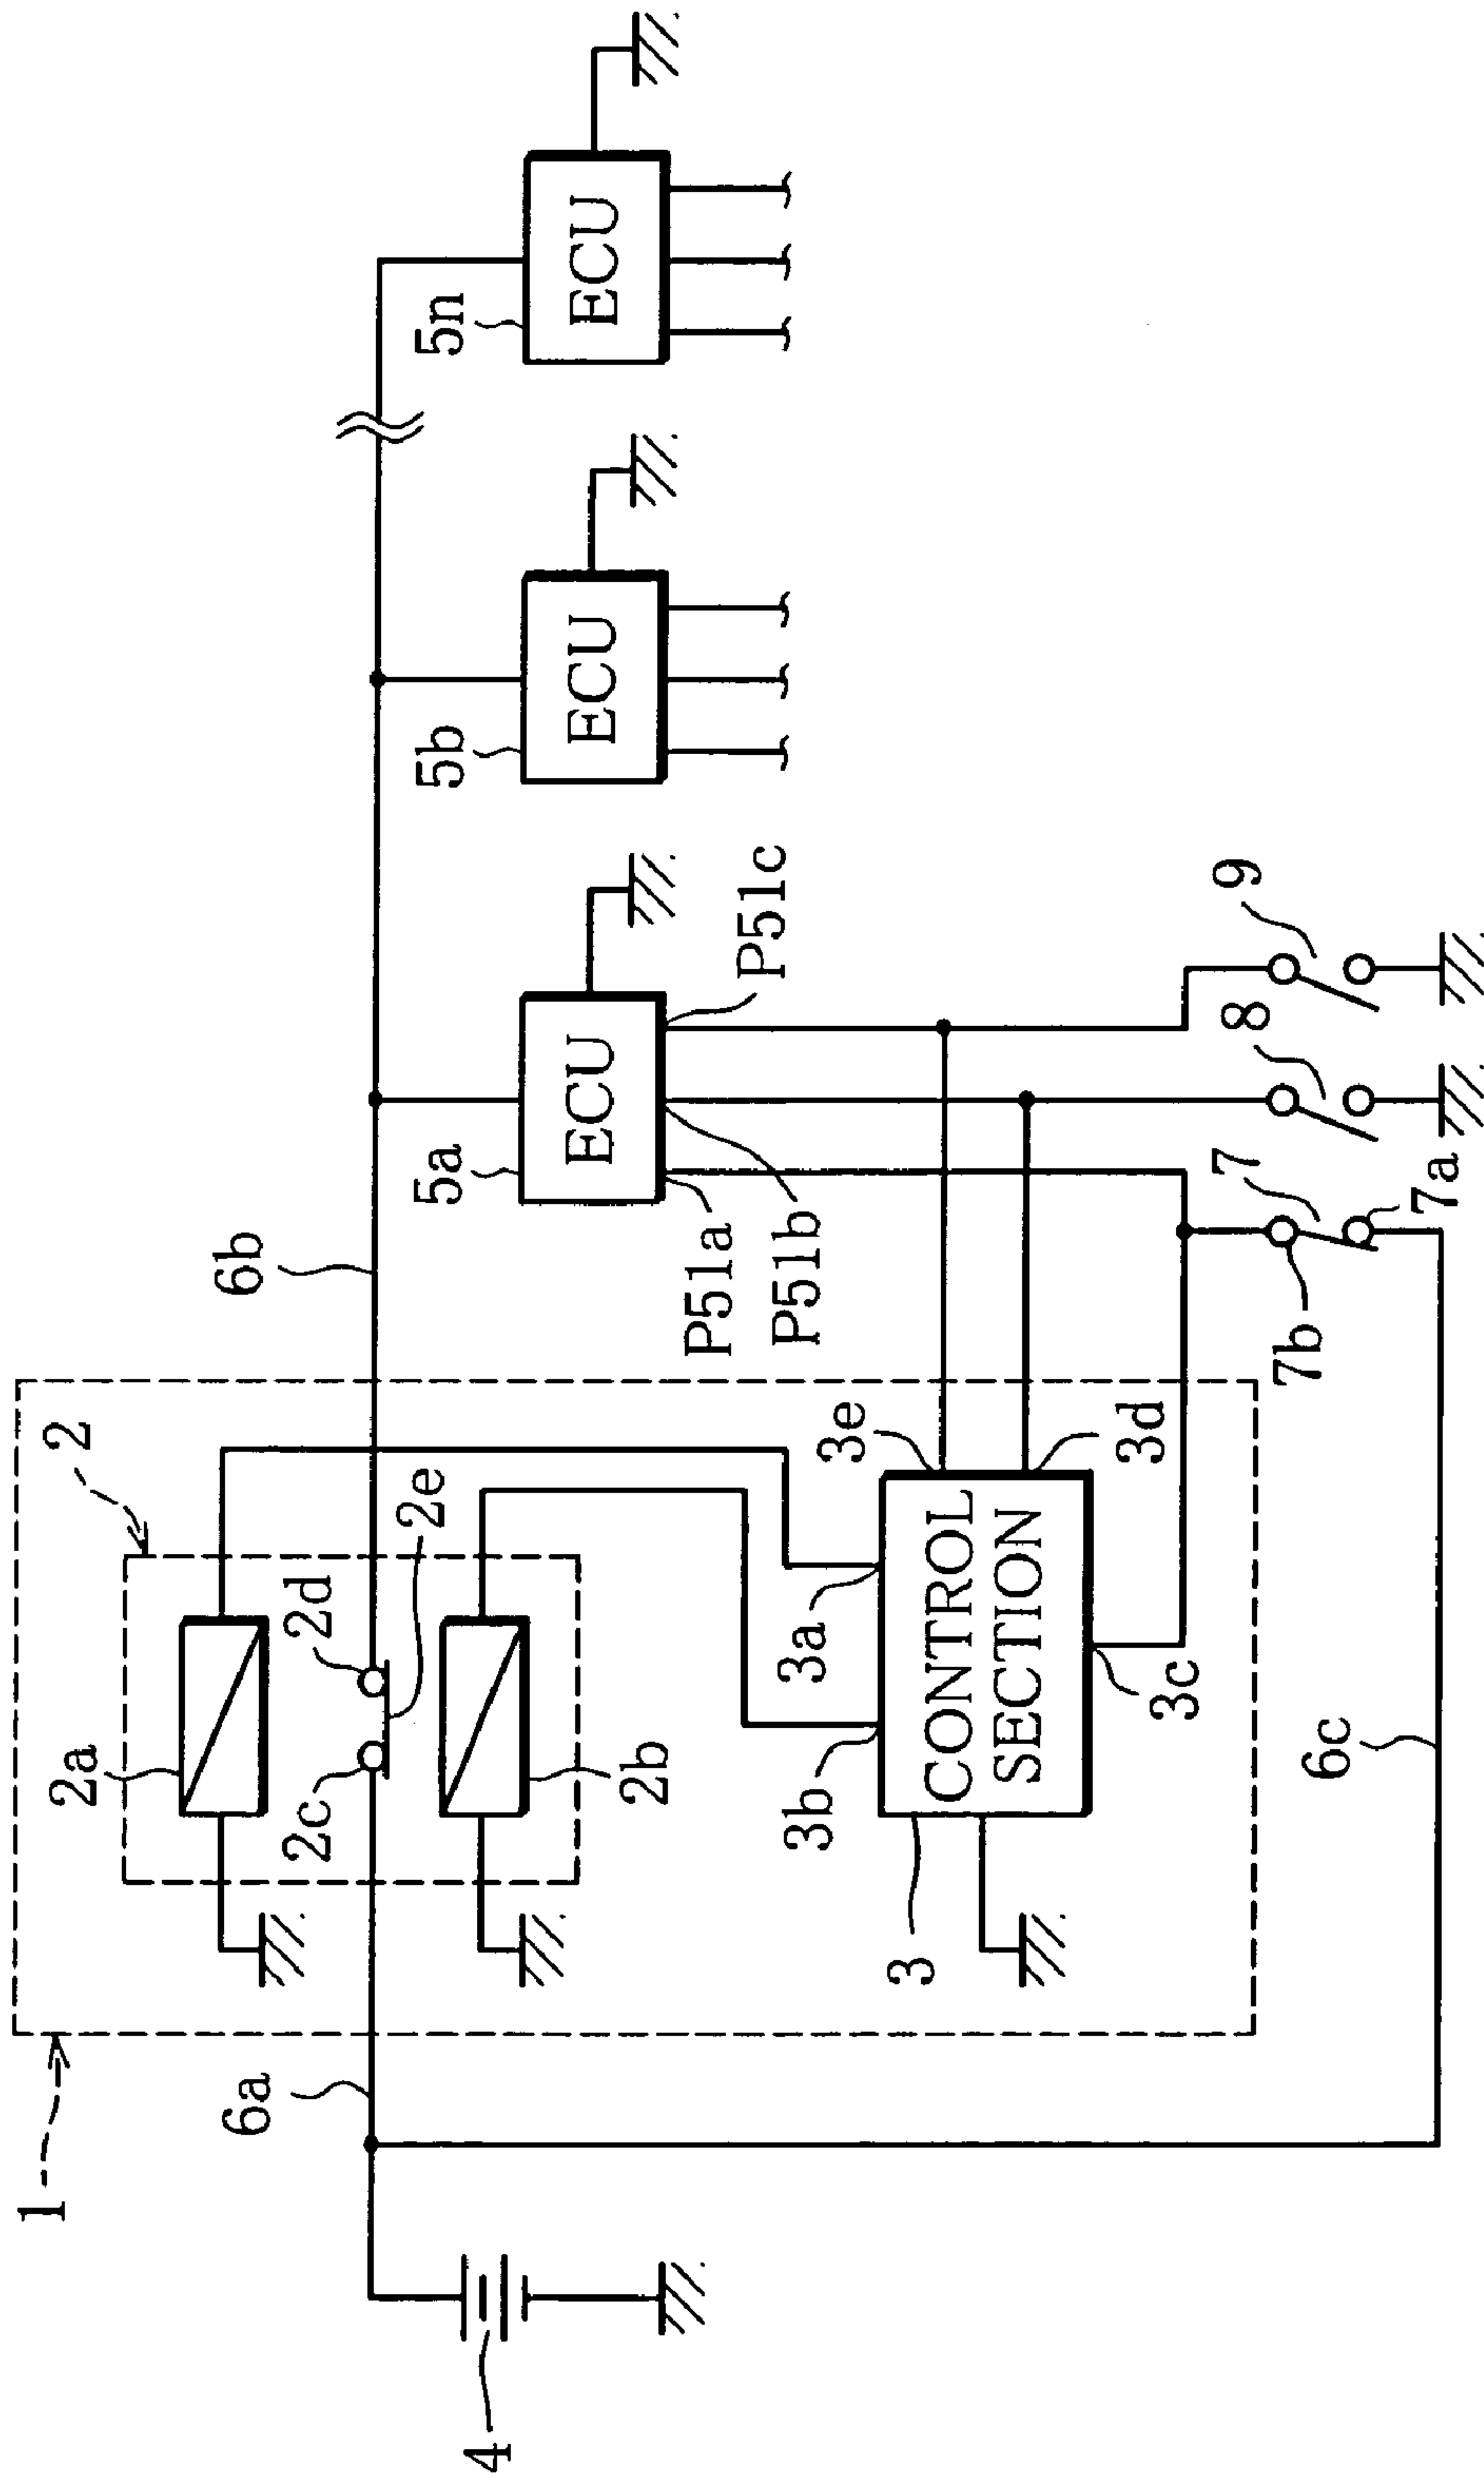 1
2
2a
2c
2d
2e
2b
6a
6b
4
3
3b
3a
3e
3d
3c
CONTROL
SECTION
5a
ECU
5b
ECU
5n
ECU
P51a
P51b
P51c
6c
7b
7
7a
8
9